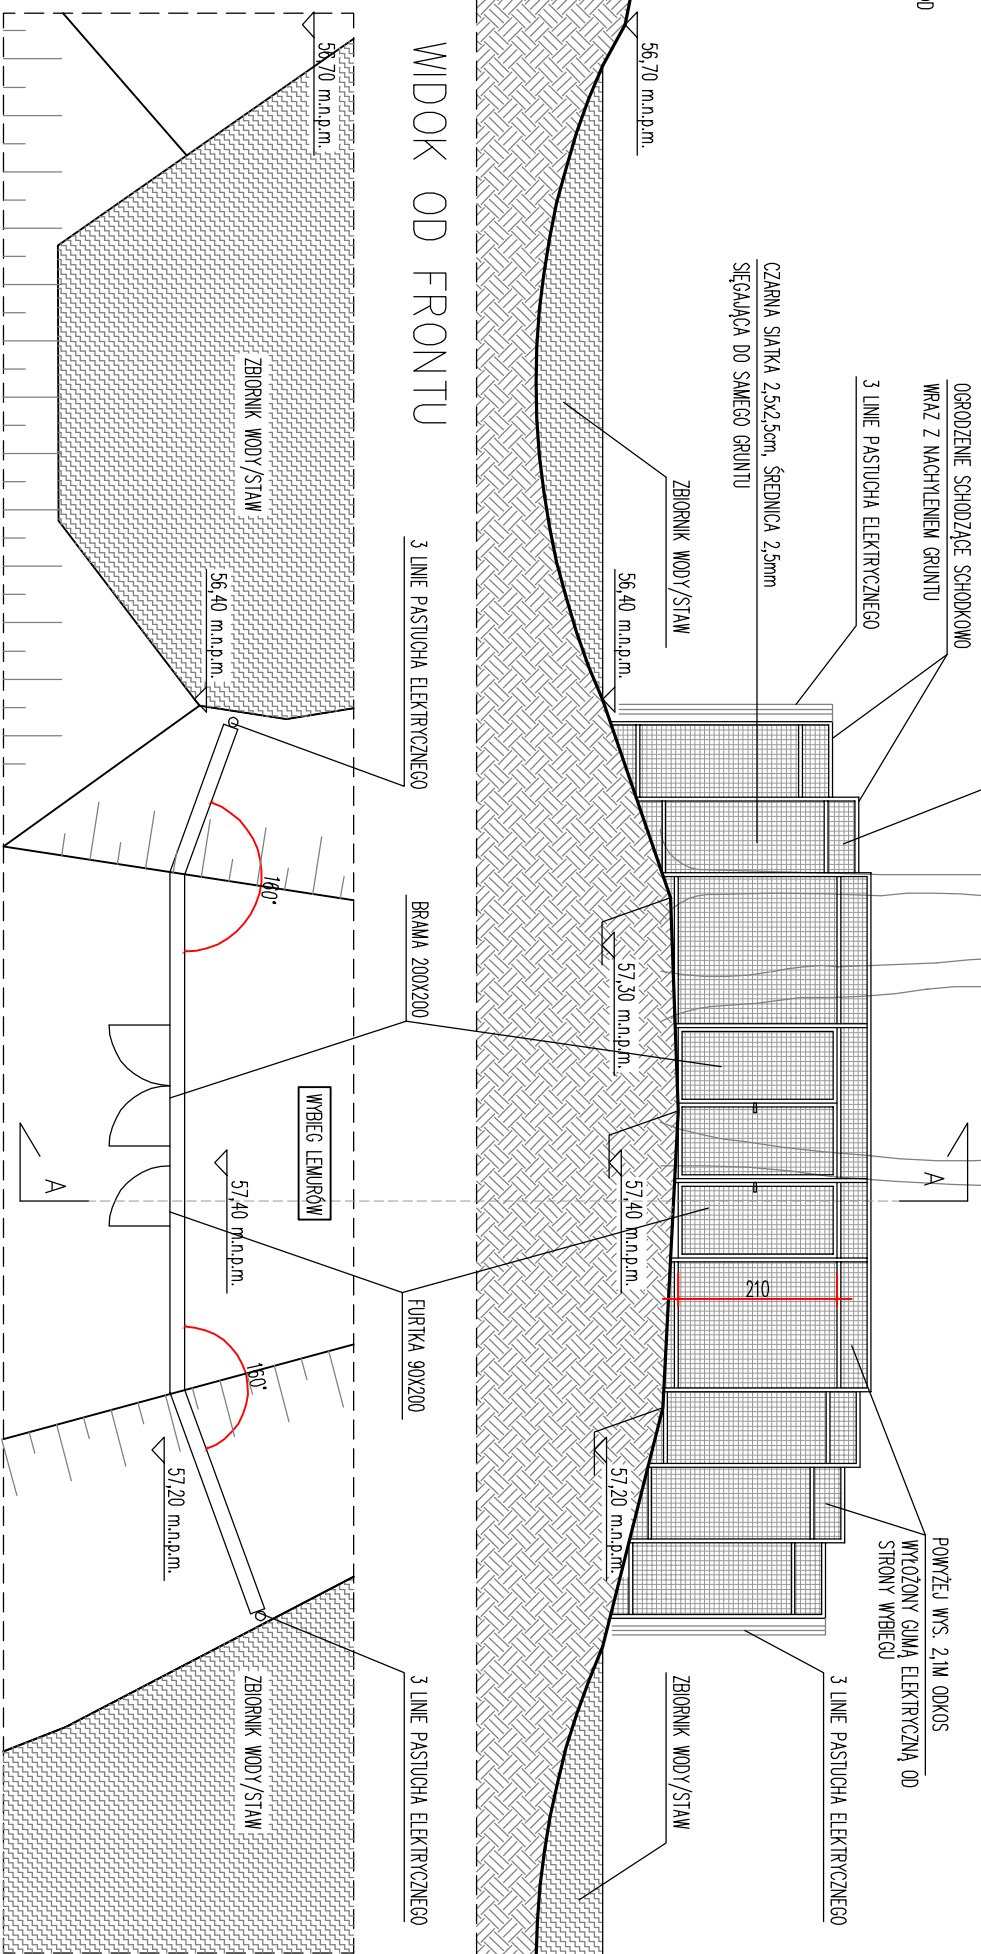 OGRODZENIE SCHODZĄCE SCHODKOWO
WRAZ Z NACHYLENIEM GRUNTU
3 LINIE PASTUCHA ELEKTRYCZNEGO
CZARNA SIATKA 2,5x2,5cm, ŚREDNICA 2,5mm
SIĘGAJĄCA DO SAMEGO GRUNTU
POWYŻEJ WYS. 2,1M ODKOS
WYŁOŻONY GUMĄ ELEKTRYCZNĄ OD
STRONY WYBIEGU
3 LINIE PASTUCHA ELEKTRYCZNEGO
A
210
56,70 m.n.p.m.
ZBIORNIK WODY/STAW
56,40 m.n.p.m.
57,30 m.n.p.m.
57,40 m.n.p.m.
57,20 m.n.p.m.
ZBIORNIK WODY/STAW
WIDOK OD FRONTU
3 LINIE PASTUCHA ELEKTRYCZNEGO
BRAMA 200X200
FURTKA 90X200
3 LINIE PASTUCHA ELEKTRYCZNEGO
56,70 m.n.p.m.
ZBIORNIK WODY/STAW
56,40 m.n.p.m.
160°
WYBIEG LEMURÓW
57,40 m.n.p.m.
160°
57,20 m.n.p.m.
ZBIORNIK WODY/STAW
A